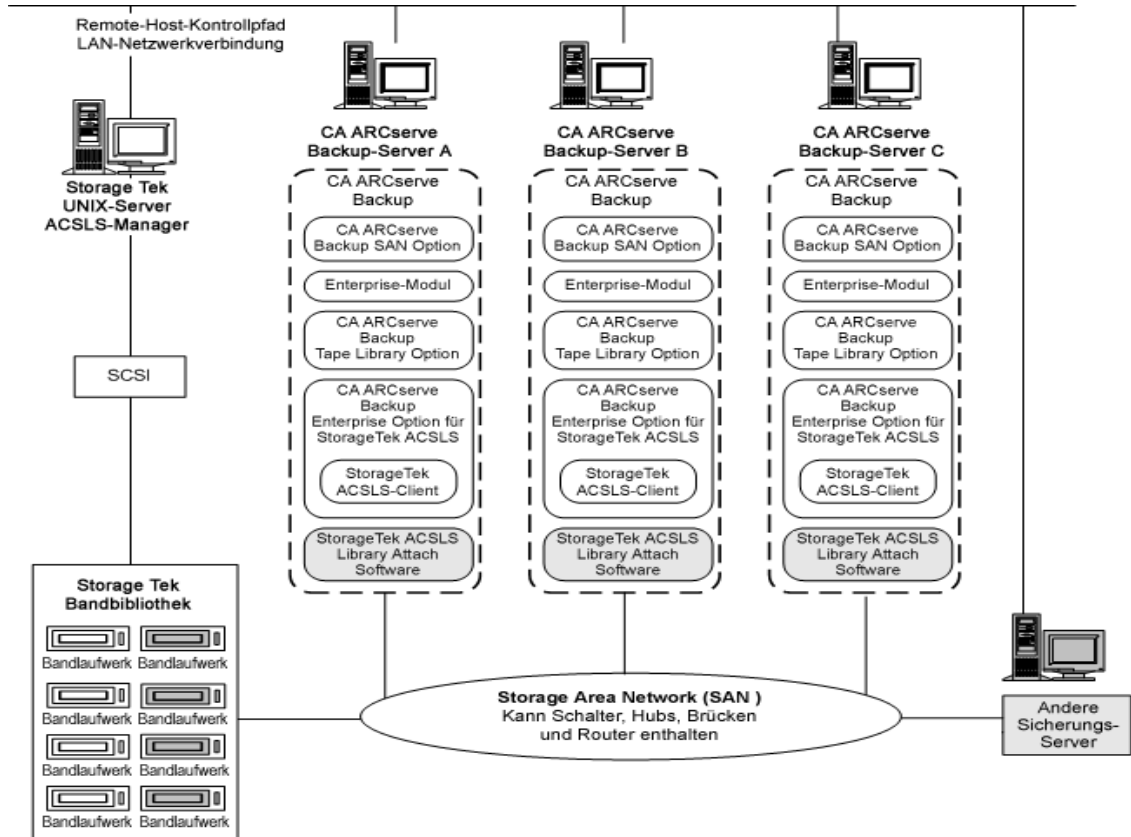 Remote-Host-Kontrollpfad
LAN-Netzwerkverbindung
Storage Tek
UNIX-Server
ACSLS-Manager
SCSI
Storage Tek
Bandbibliothek
Bandlaufwerk Bandlaufwerk
Bandlaufwerk Bandlaufwerk
Bandlaufwerk Bandlaufwerk
Bandlaufwerk Bandlaufwerk
CA ARCserve
Backup-Server A
CA ARCserve
Backup
CA ARCserve
Backup SAN Option
Enterprise-Modul
CA ARCserve
Backup
Tape Library Option
CA ARCserve
Backup
Enterprise Option für
StorageTek ACSLS
StorageTek
ACSLS-Client
StorageTek ACSLS
Library Attach
Software
CA ARCserve
Backup-Server B
CA ARCserve
Backup
CA ARCserve
Backup SAN Option
Enterprise-Modul
CA ARCserve
Backup
Tape Library Option
CA ARCserve
Backup
Enterprise Option für
StorageTek ACSLS
StorageTek
ACSLS-Client
StorageTek ACSLS
Library Attach
Software
CA ARCserve
Backup-Server C
CA ARCserve
Backup
CA ARCserve
Backup SAN Option
Enterprise-Modul
CA ARCserve
Backup
Tape Library Option
CA ARCserve
Backup
Enterprise Option für
StorageTek ACSLS
StorageTek
ACSLS-Client
StorageTek ACSLS
Library Attach
Software
Storage Area Network (SAN )
Kann Schalter, Hubs, Brücken
und Router enthalten
Andere
Sicherungs-
Server